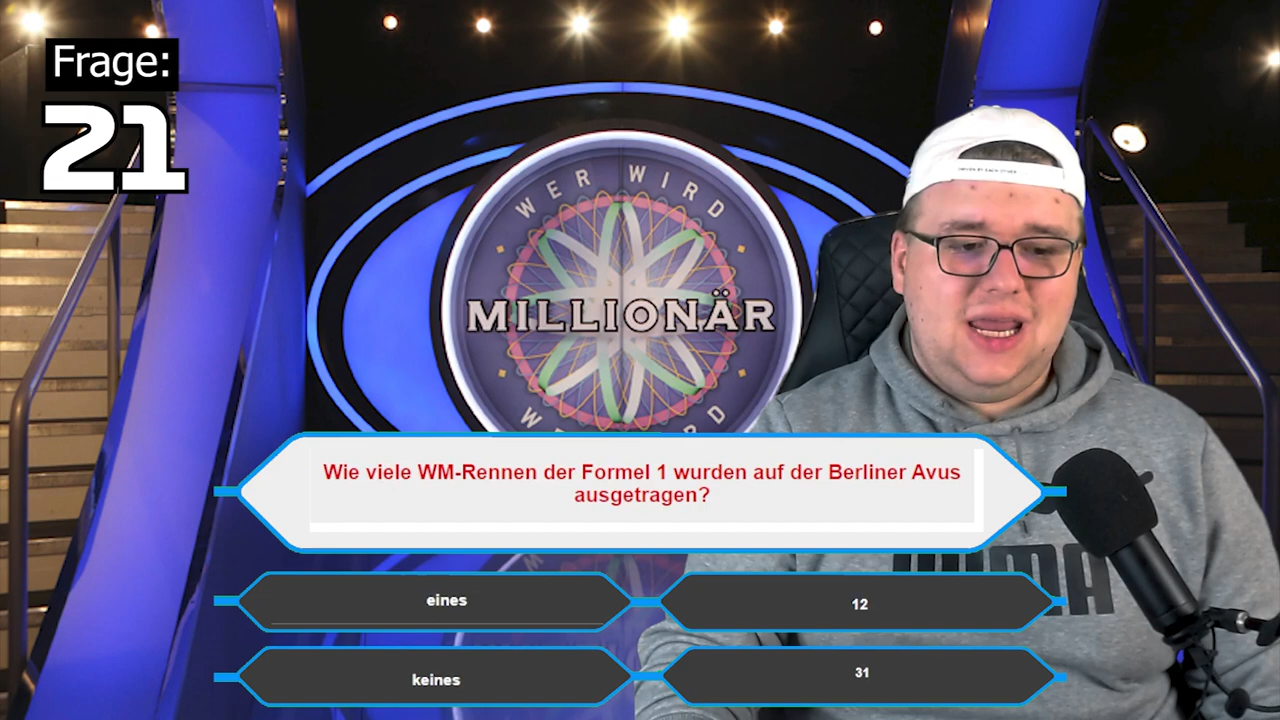 Frage:
21
WER WIRD
MILLIONÄR
Wie viele WM-Rennen der Formel 1 wurden auf der Berliner Avus
ausgetragen?
eines
12
keines
31